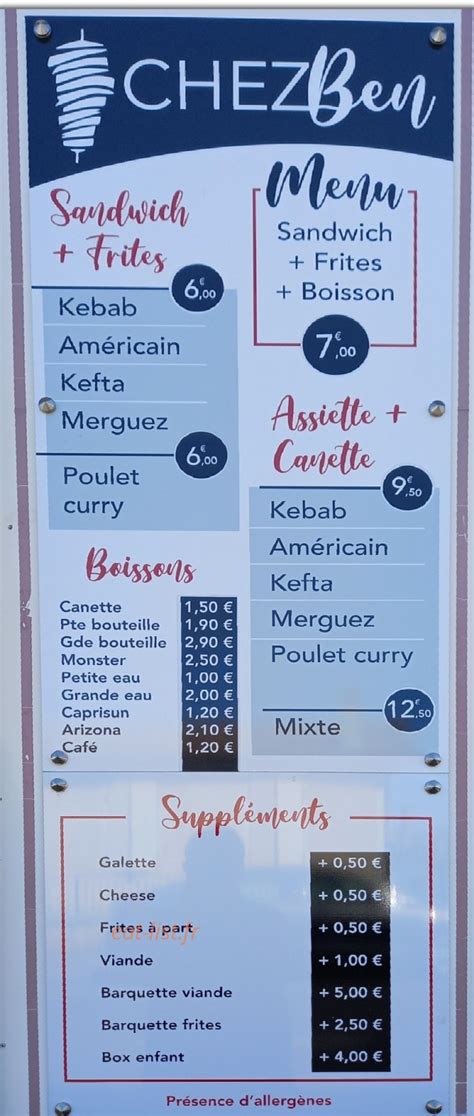 CHEZ Ben
Sandwich
+ Frites
6€,00
Kebab
Américain
Kefta
Merguez
6€,00
Poulet
curry
Menu
Sandwich
+ Frites
+ Boisson
7€,00
Assiette +
Canette
9€,50
Kebab
Américain
Kefta
Merguez
Poulet curry
12€,50
Mixte
Boissons
Canette 1,50 €
Pte bouteille 1,90 €
Gde bouteille 2,90 €
Monster 2,50 €
Petite eau 1,00 €
Grande eau 2,00 €
Caprisun 1,20 €
Arizona 2,10 €
Café 1,20 €
Suppléments
Galette + 0,50 €
Cheese + 0,50 €
Frites à part + 0,50 €
Viande + 1,00 €
Barquette viande + 5,00 €
Barquette frites + 2,50 €
Box enfant + 4,00 €
Présence d'allergènes